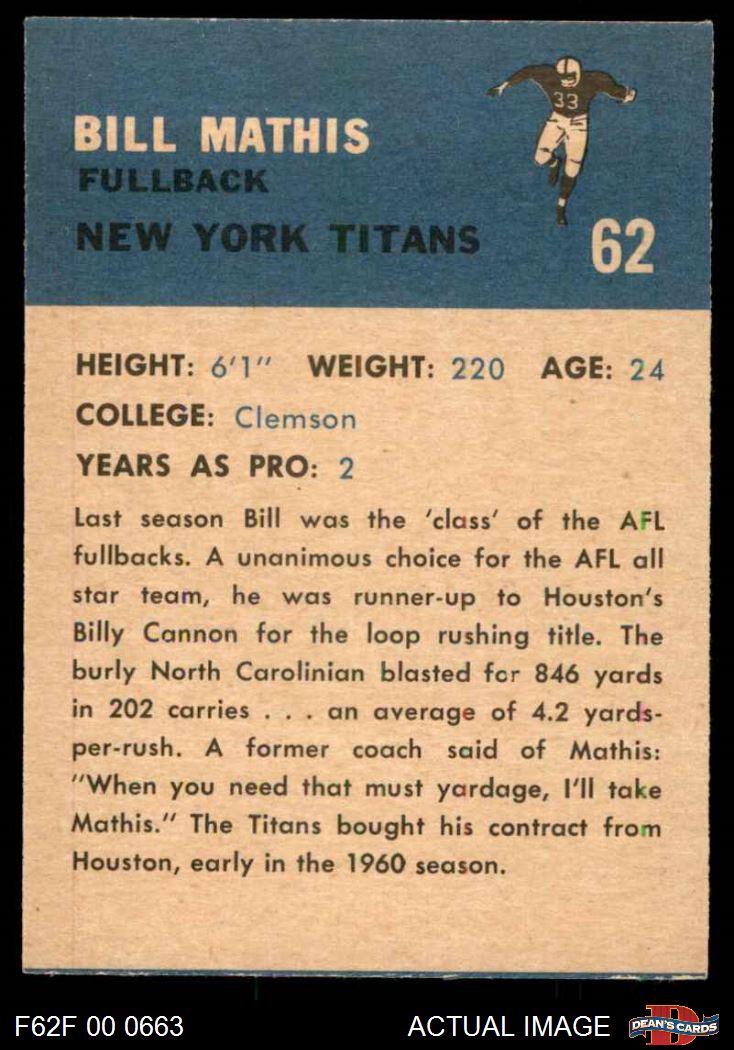 BILL MATHIS
FULLBACK
NEW YORK TITANS
33
62
HEIGHT: 6'1" WEIGHT: 220 AGE: 24
COLLEGE: Clemson
YEARS AS PRO: 2
Last season Bill was the 'class' of the AFL
fullbacks. A unanimous choice for the AFL all
star team, he was runner-up to Houston's
Billy Cannon for the loop rushing title. The
burly North Carolinian blasted for 846 yards
in 202 carries . . . an average of 4.2 yards-
per-rush. A former coach said of Mathis:
"When you need that must yardage, I'll take
Mathis." The Titans bought his contract from
Houston, early in the 1960 season.
F62F 00 0663 ACTUAL IMAGE
D
DEAN'S CARDS